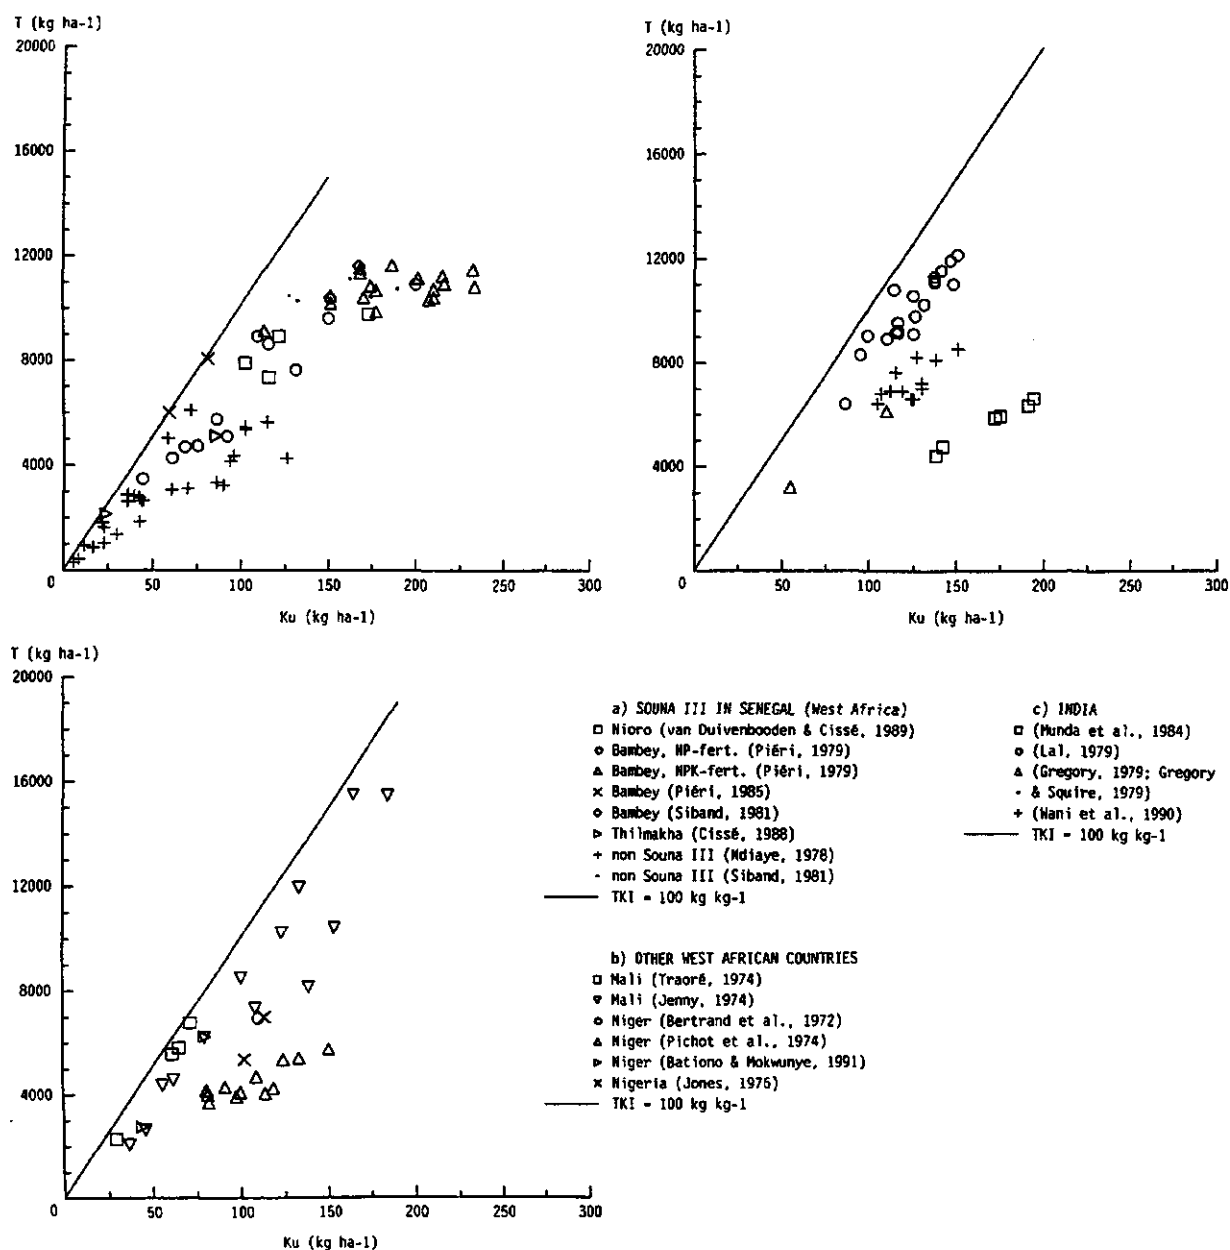 T (kg ha-1)
20000
16000
12000
8000
4000
0
50
100
150
200
250
300
Ku (kg ha-1)
T (kg ha-1)
20000
16000
12000
8000
4000
0
50
100
150
200
250
300
Ku (kg ha-1)
T (kg ha-1)
20000
16000
12000
8000
4000
0
50
100
150
200
250
300
Ku (kg ha-1)
a) SOUNA III IN SENEGAL (West Africa)
Nioro (van Duivenbooden & Cissé, 1989)
Bambey, NP-fert. (Piéri, 1979)
Bambey, NPK-fert. (Piéri, 1979)
Bambey (Piéri, 1985)
Bambey (Siband, 1981)
Thilmakha (Cissé, 1988)
non Souna III (Ndiaye, 1978)
non Souna III (Siband, 1981)
TKI = 100 kg kg-1
b) OTHER WEST AFRICAN COUNTRIES
Mali (Traoré, 1974)
Mali (Jenny, 1974)
Niger (Bertrand et al., 1972)
Niger (Pichot et al., 1974)
Niger (Bationo & Mokwunye, 1991)
Nigeria (Jones, 1976)
TKI = 100 kg kg-1
c) INDIA
(Munda et al., 1984)
(Lal, 1979)
(Gregory, 1979; Gregory
& Squire, 1979)
(Wani et al., 1990)
TKI = 100 kg kg-1